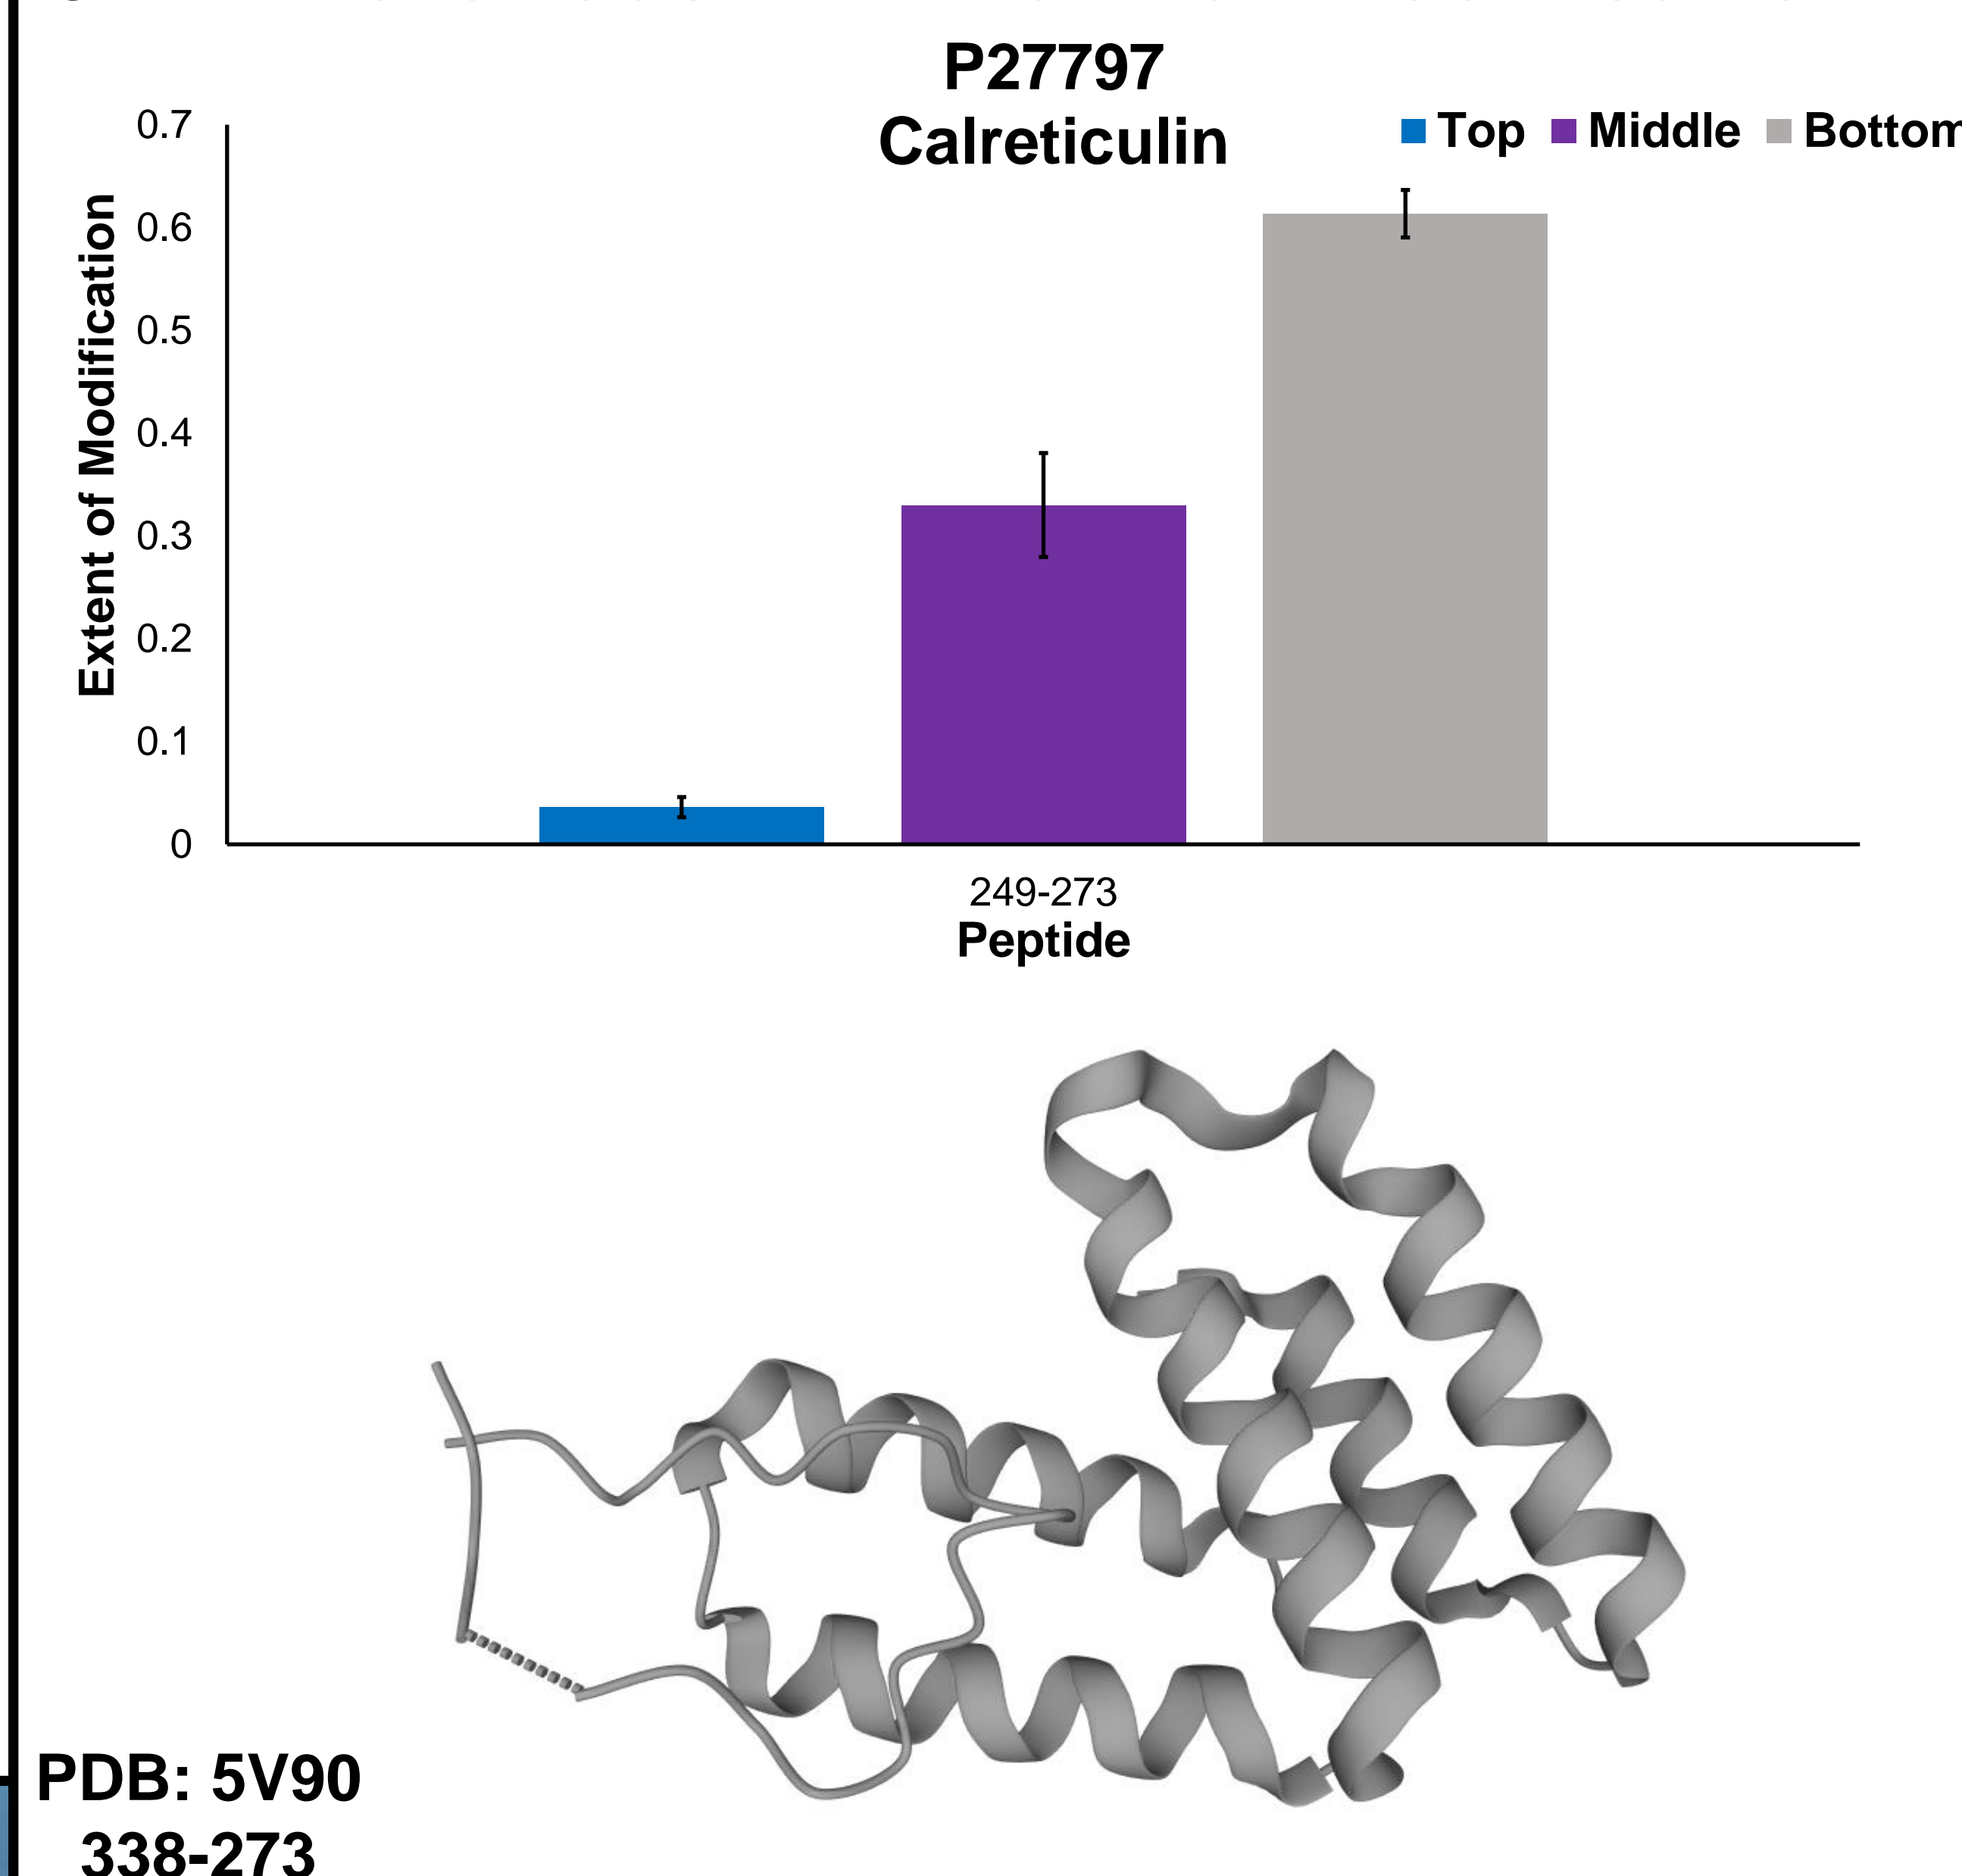 P27797
Calreticulin
Top Middle Bottom
0.7
0.6
0.5
0.4
0.3
0.2
0.1
0
Extent of Modification
249-273
Peptide
PDB: 5V90
338-273